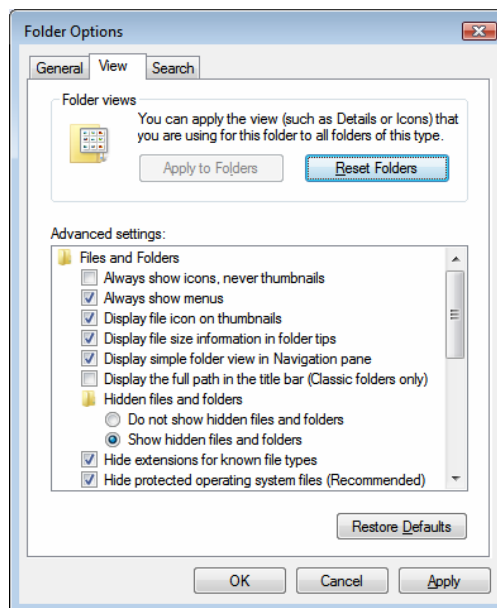 Folder Options
General View Search
Folder views
You can apply the view (such as Details or Icons) that
you are using for this folder to all folders of this type.
Apply to Folders Reset Folders
Advanced settings:
Files and Folders
Always show icons, never thumbnails
Always show menus
Display file icon on thumbnails
Display file size information in folder tips
Display simple folder view in Navigation pane
Display the full path in the title bar (Classic folders only)
Hidden files and folders
Do not show hidden files and folders
Show hidden files and folders
Hide extensions for known file types
Hide protected operating system files (Recommended)
Restore Defaults
OK Cancel Apply